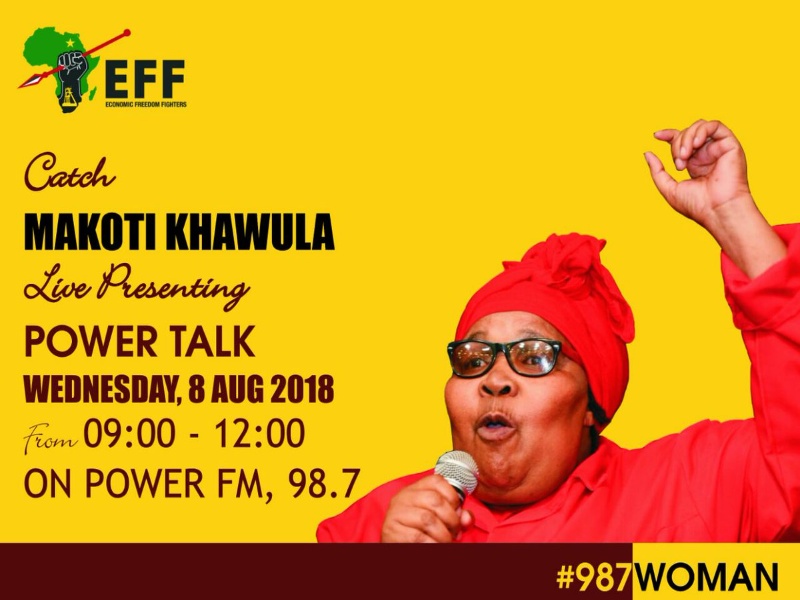 EFF
ECONOMIC FREEDOM FIGHTERS
Catch
MAKOTI KHAWULA
Live Presenting
POWER TALK
WEDNESDAY, 8 AUG 2018
From 09:00 - 12:00
ON POWER FM, 98.7
#987WOMAN